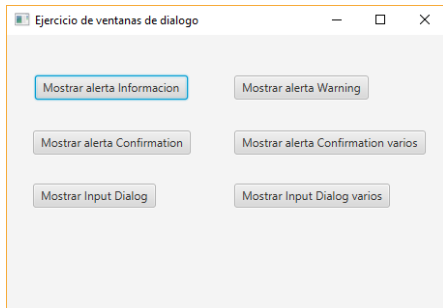 Ejercicio de ventanas de dialogo
Mostrar alerta Informacion
Mostrar alerta Warning
Mostrar alerta Confirmation
Mostrar alerta Confirmation varios
Mostrar Input Dialog
Mostrar Input Dialog varios